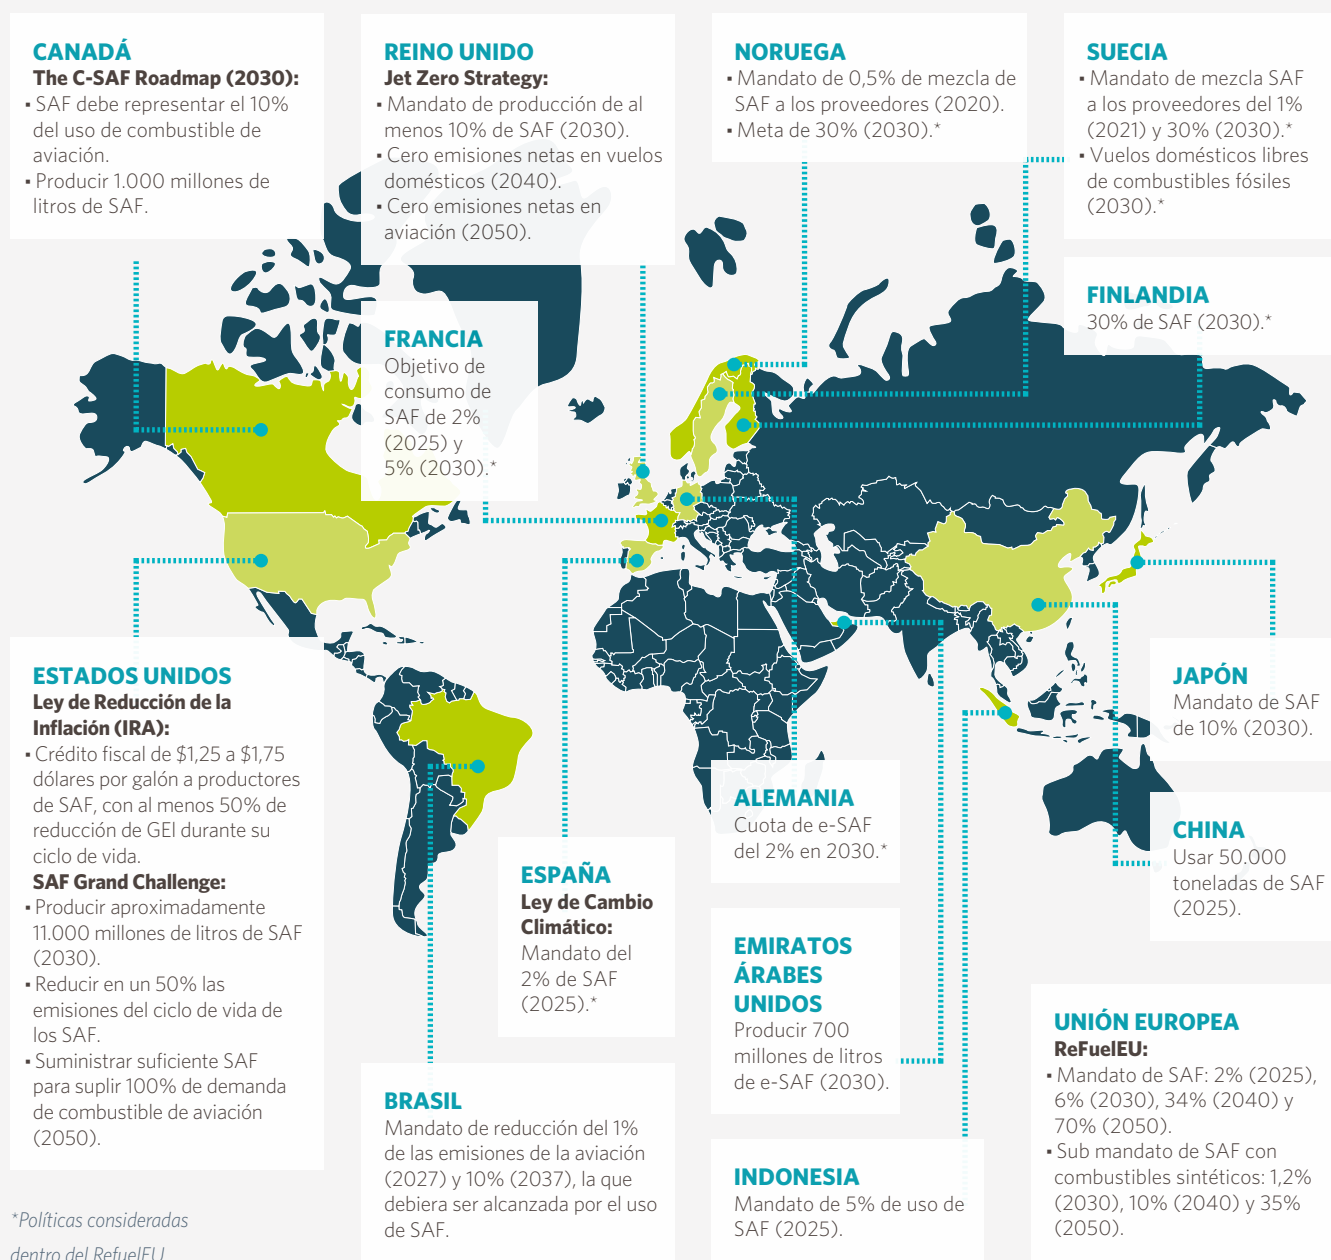 CANADÁ
The C-SAF Roadmap (2030):
▪ SAF debe representar el 10%
del uso de combustible de
aviación.
▪ Producir 1.000 millones de
litros de SAF.
REINO UNIDO
Jet Zero Strategy:
▪ Mandato de producción de al
menos 10% de SAF (2030).
▪ Cero emisiones netas en vuelos
domésticos (2040).
▪ Cero emisiones netas en
aviación (2050).
NORUEGA
▪ Mandato de 0,5% de mezcla de
SAF a los proveedores (2020).
▪ Meta de 30% (2030).*
SUECIA
▪ Mandato de mezcla SAF
a los proveedores del 1%
(2021) y 30% (2030).*
▪ Vuelos domésticos libres
de combustibles fósiles
(2030).*
FINLANDIA
30% de SAF (2030).*
FRANCIA
Objetivo de
consumo de
SAF de 2%
(2025) y
5% (2030).*
ESTADOS UNIDOS
Ley de Reducción de la
Inflación (IRA):
▪ Crédito fiscal de $1,25 a $1,75
dólares por galón a productores
de SAF, con al menos 50% de
reducción de GEI durante su
ciclo de vida.
SAF Grand Challenge:
▪ Producir aproximadamente
11.000 millones de litros de SAF
(2030).
▪ Reducir en un 50% las
emisiones del ciclo de vida de
los SAF.
▪ Suministrar suficiente SAF
para suplir 100% de demanda
de combustible de aviación
(2050).
JAPÓN
Mandato de SAF
de 10% (2030).
ALEMANIA
Cuota de e-SAF
del 2% en 2030.*
CHINA
Usar 50.000
toneladas de SAF
(2025).
ESPAÑA
Ley de Cambio
Climático:
Mandato del
2% de SAF
(2025).*
EMIRATOS
ÁRABES
UNIDOS
Producir 700
millones de litros
de e-SAF (2030).
UNIÓN EUROPEA
ReFuelEU:
▪ Mandato de SAF: 2% (2025),
6% (2030), 34% (2040) y
70% (2050).
▪ Sub mandato de SAF con
combustibles sintéticos: 1,2%
(2030), 10% (2040) y 35%
(2050).
BRASIL
Mandato de reducción del 1%
de las emisiones de la aviación
(2027) y 10% (2037), la que
debiera ser alcanzada por el uso
de SAF.
INDONESIA
Mandato de 5% de uso de
SAF (2025).
*Políticas consideradas
dentro del RefuelEU